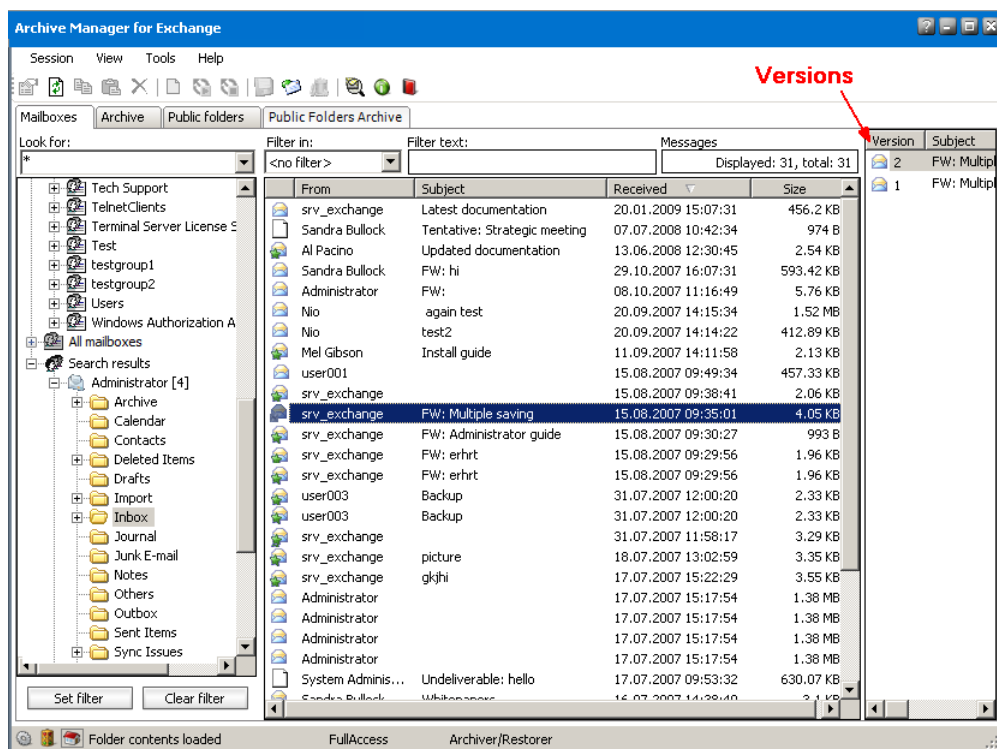 Archive Manager for Exchange
Session View Tools Help
Versions
Mailboxes Archive Public folders Public Folders Archive
Look for:
*
Tech Support
TelnetClients
Terminal Server License S
Test
testgroup1
testgroup2
Users
Windows Authorization A
All mailboxes
Search results
Administrator [4]
Archive
Calendar
Contacts
Deleted Items
Drafts
Import
Inbox
Journal
Junk E-mail
Notes
Others
Outbox
Sent Items
Sync Issues
Set filter Clear filter
Filter in: Filter text: Messages
<no filter> Displayed: 31, total: 31
From Subject Received Size
srv_exchange Latest documentation 20.01.2009 15:07:31 456.2 KB
Sandra Bullock Tentative: Strategic meeting 07.07.2008 10:42:34 974 B
Al Pacino Updated documentation 13.06.2008 12:30:45 2.54 KB
Sandra Bullock FW: hi 29.10.2007 16:07:31 593.42 KB
Administrator FW: 08.10.2007 11:16:49 5.76 KB
Nio again test 20.09.2007 14:15:34 1.52 MB
Nio test2 20.09.2007 14:14:22 412.89 KB
Mel Gibson Install guide 11.09.2007 14:11:58 2.13 KB
user001 15.08.2007 09:49:34 457.33 KB
srv_exchange 15.08.2007 09:38:41 2.06 KB
srv_exchange FW: Multiple saving 15.08.2007 09:35:01 4.05 KB
srv_exchange FW: Administrator guide 15.08.2007 09:30:27 993 B
srv_exchange FW: erhrt 15.08.2007 09:29:56 1.96 KB
srv_exchange FW: erhrt 15.08.2007 09:29:56 1.96 KB
user003 Backup 31.07.2007 12:00:20 2.33 KB
user003 Backup 31.07.2007 12:00:20 2.33 KB
srv_exchange 31.07.2007 11:58:17 3.29 KB
srv_exchange picture 18.07.2007 13:02:59 3.35 KB
srv_exchange gkjhi 17.07.2007 15:22:29 3.55 KB
Administrator 17.07.2007 15:17:54 1.38 MB
Administrator 17.07.2007 15:17:54 1.38 MB
Administrator 17.07.2007 15:17:54 1.38 MB
Administrator 17.07.2007 15:17:54 1.38 MB
System Adminis... Undeliverable: hello 17.07.2007 09:53:32 630.07 KB
Sandra Bullock Whitepapers 16.07.2007 14:38:40 3.1 KB
Version Subject
2 FW: Multipl
1 FW: Multipl
Folder contents loaded FullAccess Archiver/Restorer